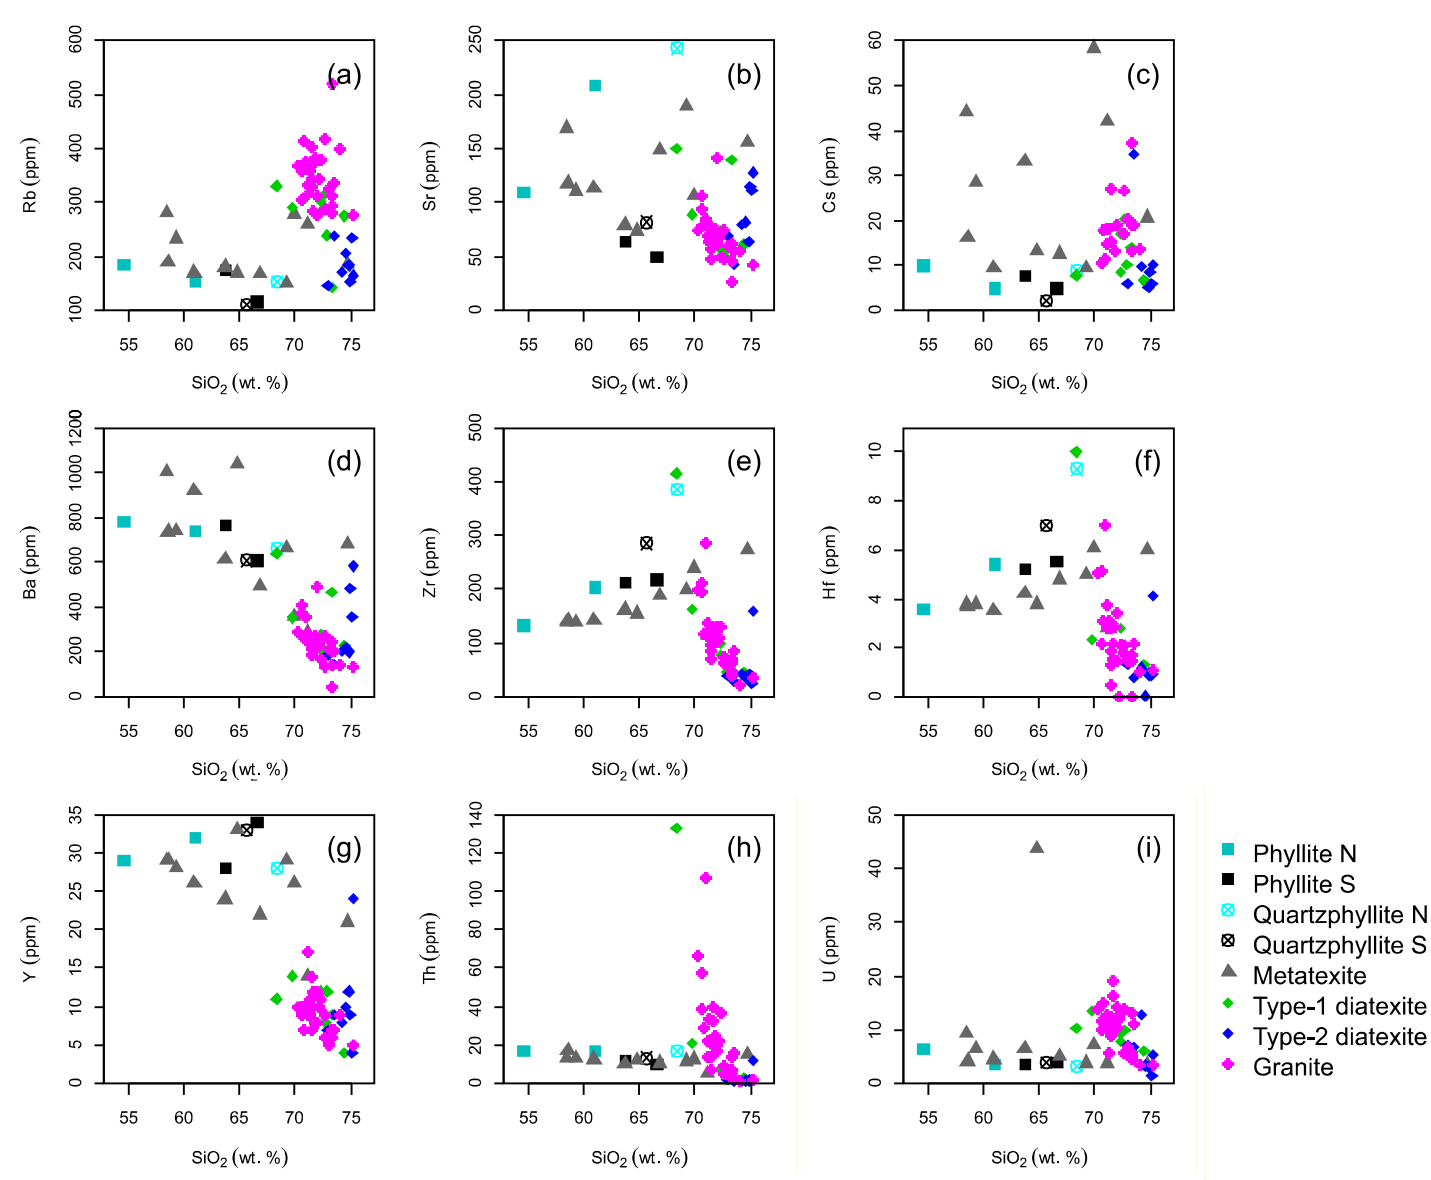 600
500
400
300
200
100
Rb (ppm)
(a)
55 60 65 70 75
SiO2 (wt. %)
250
200
150
100
50
0
Sr (ppm)
(b)
55 60 65 70 75
SiO2 (wt. %)
60
50
40
30
20
10
0
Cs (ppm)
(c)
55 60 65 70 75
SiO2 (wt. %)
1200
1000
800
600
400
200
0
Ba (ppm)
(d)
55 60 65 70 75
SiO2 (wt. %)
500
400
300
200
100
0
Zr (ppm)
(e)
55 60 65 70 75
SiO2 (wt. %)
10
8
6
4
2
0
Hf (ppm)
(f)
55 60 65 70 75
SiO2 (wt. %)
35
30
25
20
15
10
5
0
Y (ppm)
(g)
55 60 65 70 75
SiO2 (wt. %)
140
120
100
80
60
40
20
0
Th (ppm)
(h)
55 60 65 70 75
SiO2 (wt. %)
50
40
30
20
10
0
U (ppm)
(i)
55 60 65 70 75
SiO2 (wt. %)
Phyllite N
Phyllite S
Quartzphyllite N
Quartzphyllite S
Metatexite
Type-1 diatexite
Type-2 diatexite
Granite